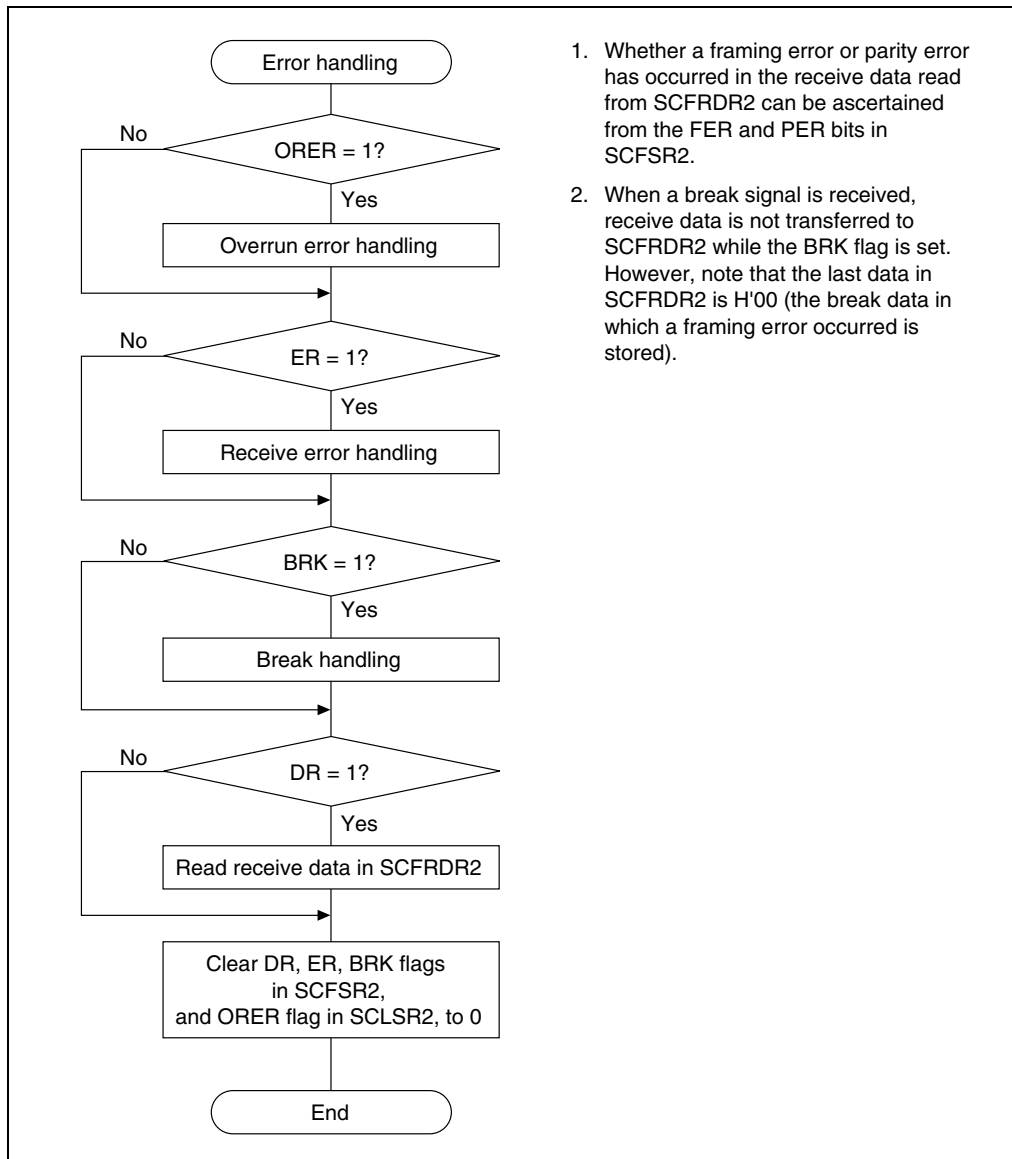 Error handling
No
ORER = 1?
Yes
Overrun error handling
No
ER = 1?
Yes
Receive error handling
No
BRK = 1?
Yes
Break handling
No
DR = 1?
Yes
Read receive data in SCFRDR2
Clear DR, ER, BRK flags
in SCFSR2,
and ORER flag in SCLSR2, to 0
End
1. Whether a framing error or parity error
has occurred in the receive data read
from SCFRDR2 can be ascertained
from the FER and PER bits in
SCFSR2.
2. When a break signal is received,
receive data is not transferred to
SCFRDR2 while the BRK flag is set.
However, note that the last data in
SCFRDR2 is H'00 (the break data in
which a framing error occurred is
stored).